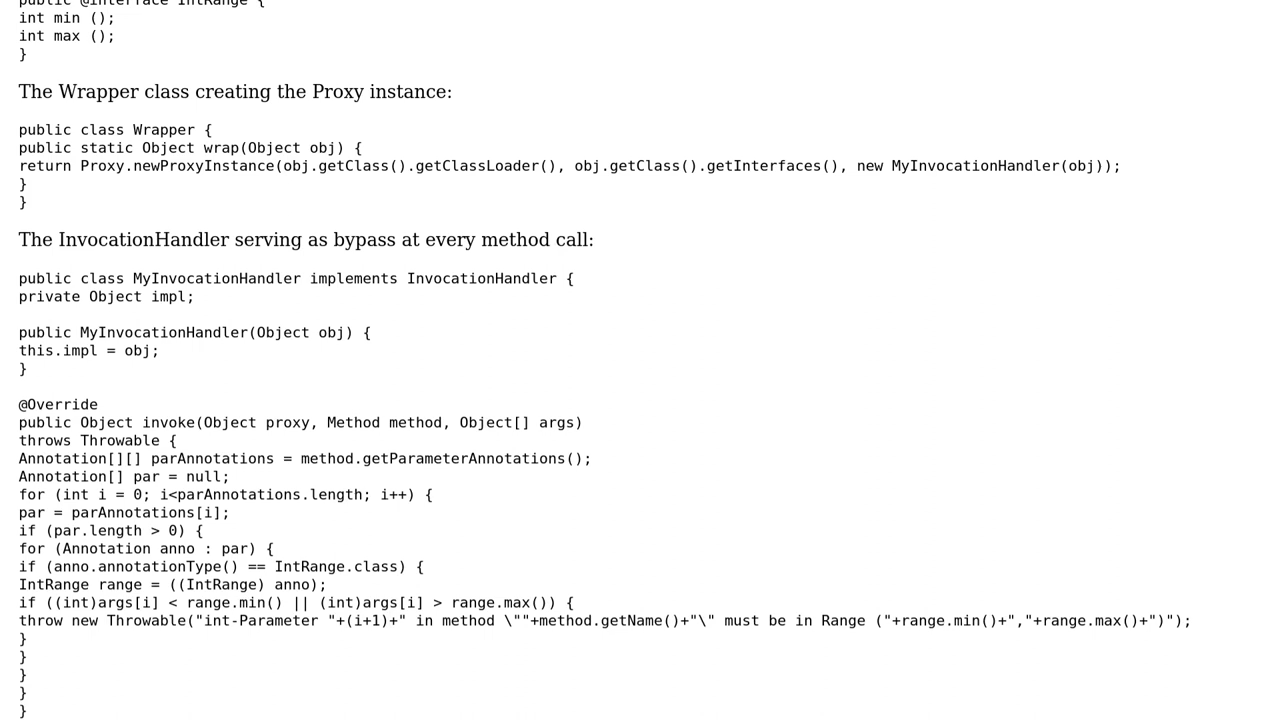 public @interface IntRange {
int min ();
int max ();
}
The Wrapper class creating the Proxy instance:
public class Wrapper {
public static Object wrap(Object obj) {
return Proxy.newProxyInstance(obj.getClass().getClassLoader(), obj.getClass().getInterfaces(), new MyInvocationHandler(obj));
}
}
The InvocationHandler serving as bypass at every method call:
public class MyInvocationHandler implements InvocationHandler {
private Object impl;
public MyInvocationHandler(Object obj) {
this.impl = obj;
}
@Override
public Object invoke(Object proxy, Method method, Object[] args)
throws Throwable {
Annotation[][] parAnnotations = method.getParameterAnnotations();
Annotation[] par = null;
for (int i = 0; i<parAnnotations.length; i++) {
par = parAnnotations[i];
if (par.length > 0) {
for (Annotation anno : par) {
if (anno.annotationType() == IntRange.class) {
IntRange range = ((IntRange) anno);
if ((int)args[i] < range.min() || (int)args[i] > range.max()) {
throw new Throwable("int-Parameter "+(i+1)+" in method \""+method.getName()+"\" must be in Range ("+range.min()+","+range.max()+")");
}
}
}
}
}